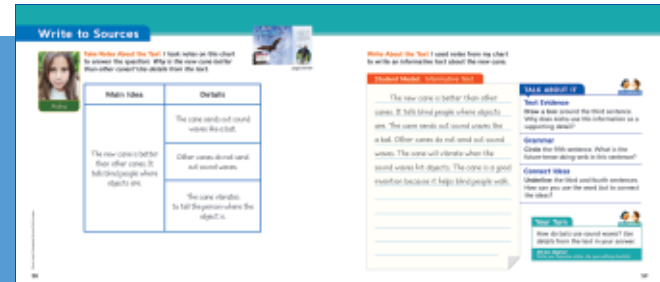 Write to Sources
Take Notes About the Text I took notes on this chart
to answer the question: Why is the new cane better
than other canes? Use details from the text.
Main Idea
Details
The new cane is better
than other canes. It
tells blind people where
objects are.
The cane sends out sound
waves like a bat.
Other canes do not send
out sound waves.
The cane vibrates
to tell the person where the
object is.
Write About the Text I used notes from my chart
to write an informative text about the new cane.
Student Model: Informative Text
The new cane is better than other
canes. It tells blind people where objects
are. The cane sends out sound waves like
a bat. Other canes do not send out sound
waves. The cane will vibrate when the
sound waves hit objects. The cane is a good
invention because it helps blind people walk.
TALK ABOUT IT
Text Evidence
Draw a box around the third sentence.
Why does use this information as a
supporting detail?
Grammar
Circle the fifth sentence. What is the
future tense verb in this sentence?
Connect Ideas
Underline the third and fourth sentences.
How can you use the word but to connect
the ideas?
Your Turn
How do bats use sound waves? Use
details from the text in your answer.